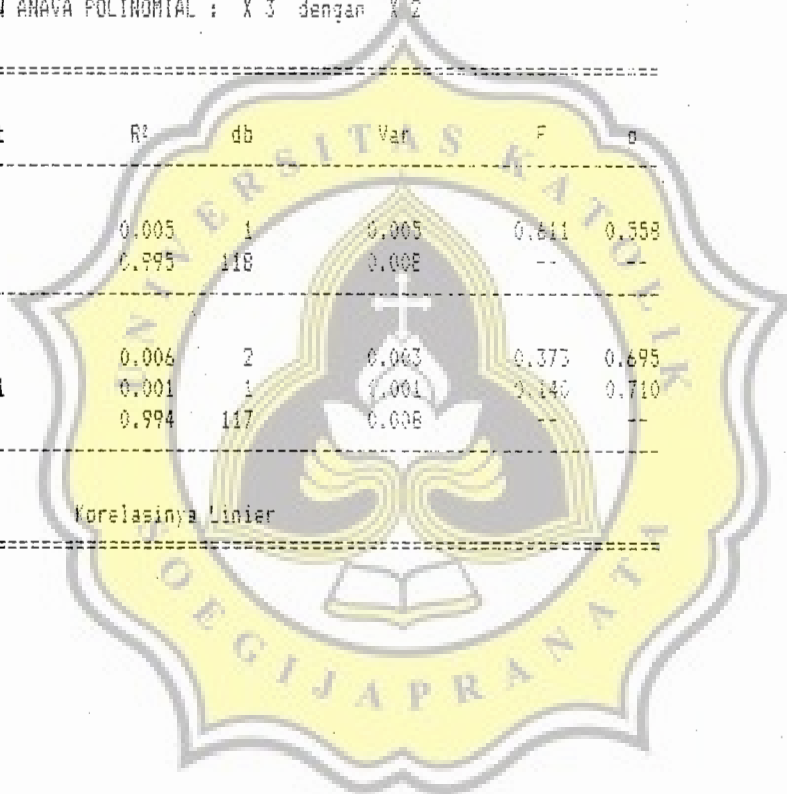 ANAVA POLINOMIAL : X 3 dengan X 2
R² db Var F p
0.005 1 0.005 0.611 0.558
0.995 118 0.008 -- --
0.006 2 0.003 0.373 0.695
0.001 1 0.001 0.140 0.710
0.994 117 0.008 -- --
Korelasinya Linier
UNIVERSITAS KATOLIK
SOEGIJAPRANATA